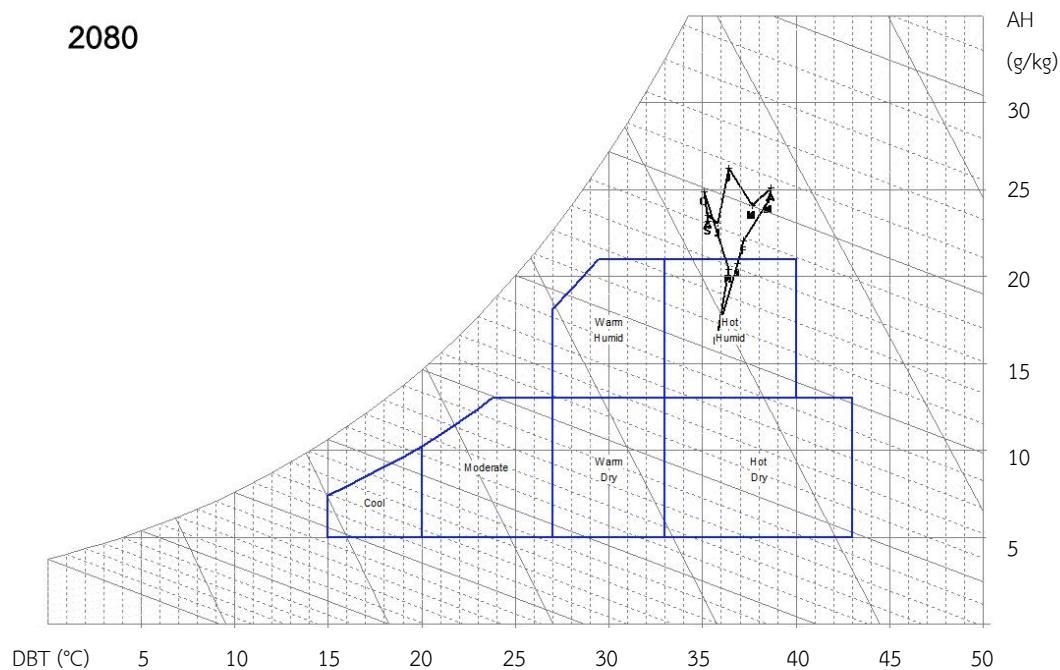 2080
AH
(g/kg)
30
25
20
15
10
5
J
A
O
M
M
A
S
J
F
N
Warm
Humid
Hot
Humid
Moderate
Warm
Dry
Hot
Dry
Cool
DBT (°C) 5 10 15 20 25 30 35 40 45 50